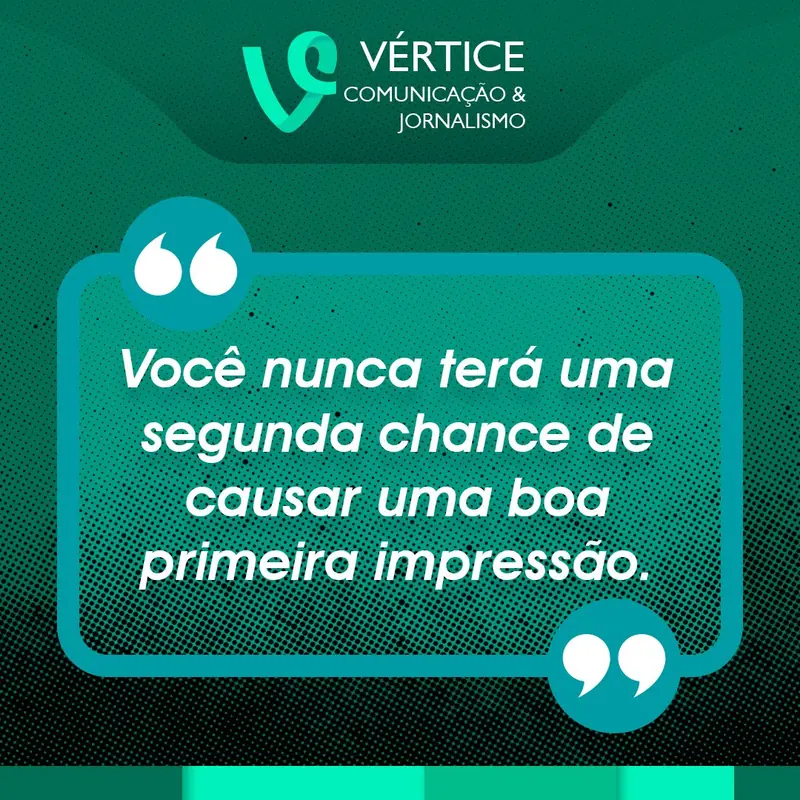 VÉRTICE
COMUNICAÇÃO &
JORNALISMO
“
Você nunca terá uma
segunda chance de
causar uma boa
primeira impressão.
”